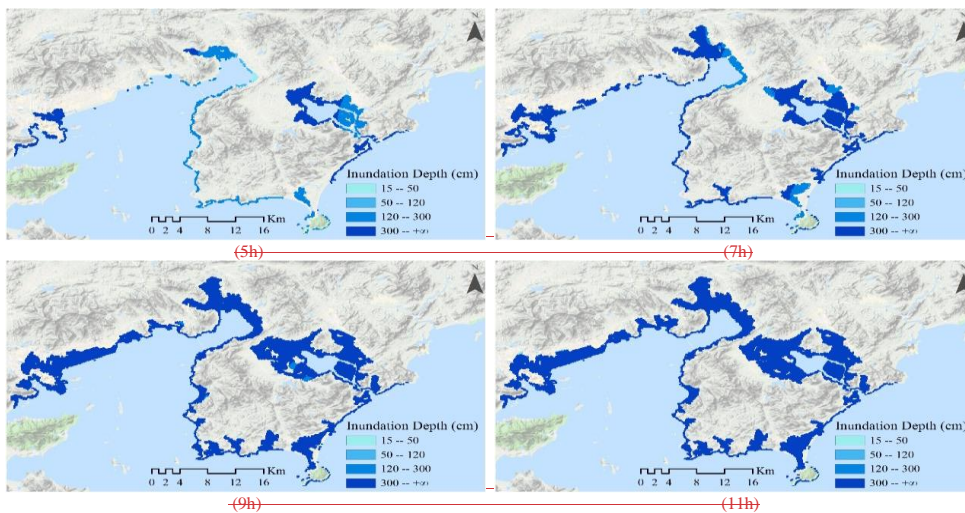 N
Inundation Depth (cm)
15 -- 50
50 -- 120
120 -- 300
300 -- +∞
Km
0 2 4 8 12 16
Inundation Depth (cm)
15 -- 50
50 -- 120
120 -- 300
300 -- +∞
Km
0 2 4 8 12 16
(5h) (7h)
Inundation Depth (cm)
15 -- 50
50 -- 120
120 -- 300
300 -- +∞
Km
0 2 4 8 12 16
Inundation Depth (cm)
15 -- 50
50 -- 120
120 -- 300
300 -- +∞
Km
0 2 4 8 12 16
(9h) (11h)